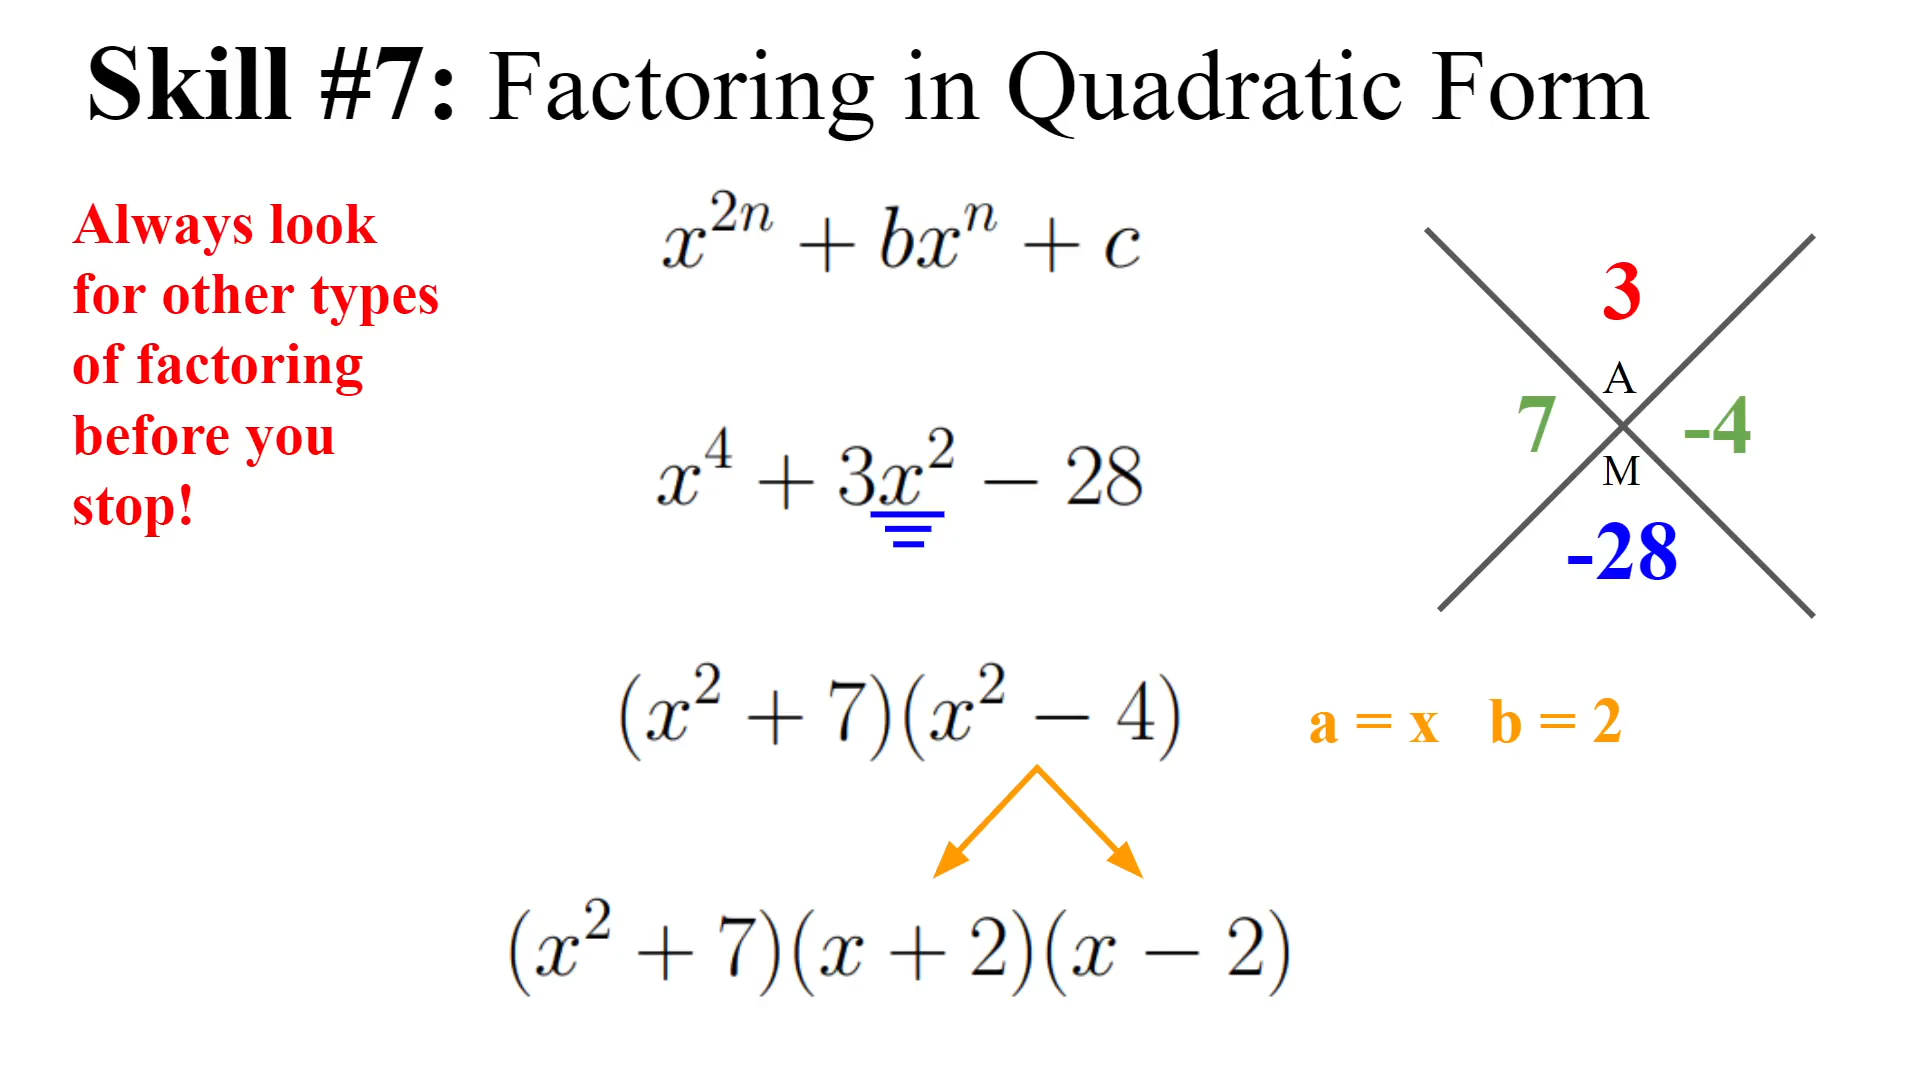 Skill #7: Factoring in Quadratic Form
Always look
for other types
of factoring
before you
stop!
x^{2n} + bx^n + c
x^4 + 3x^2 − 28
3
A
7 -4
M
-28
(x^2 + 7)(x^2 − 4)
a = x b = 2
(x^2 + 7)(x + 2)(x − 2)